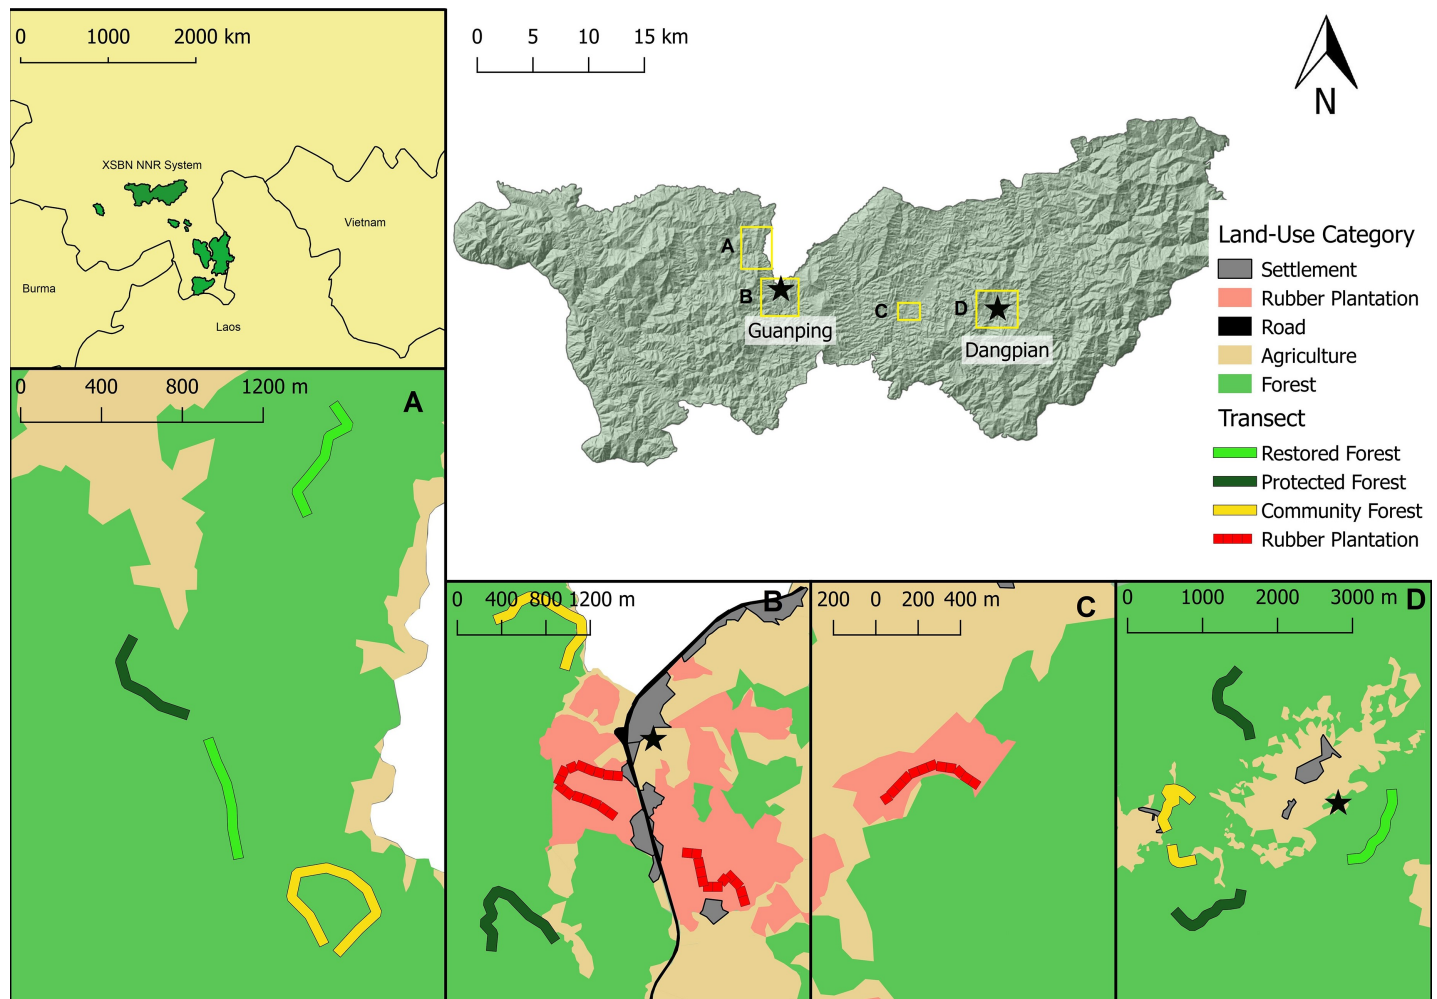 0 1000 2000 km
XSBN NNR System
Vietnam
Burma
Laos
0 5 10 15 km
N
A
B
Guanping
C
D
Dangpian
Land-Use Category
Settlement
Rubber Plantation
Road
Agriculture
Forest
Transect
Restored Forest
Protected Forest
Community Forest
Rubber Plantation
0 400 800 1200 m
A
0 400 800 1200 m
B
200 0 200 400 m
C
0 1000 2000 3000 m
D